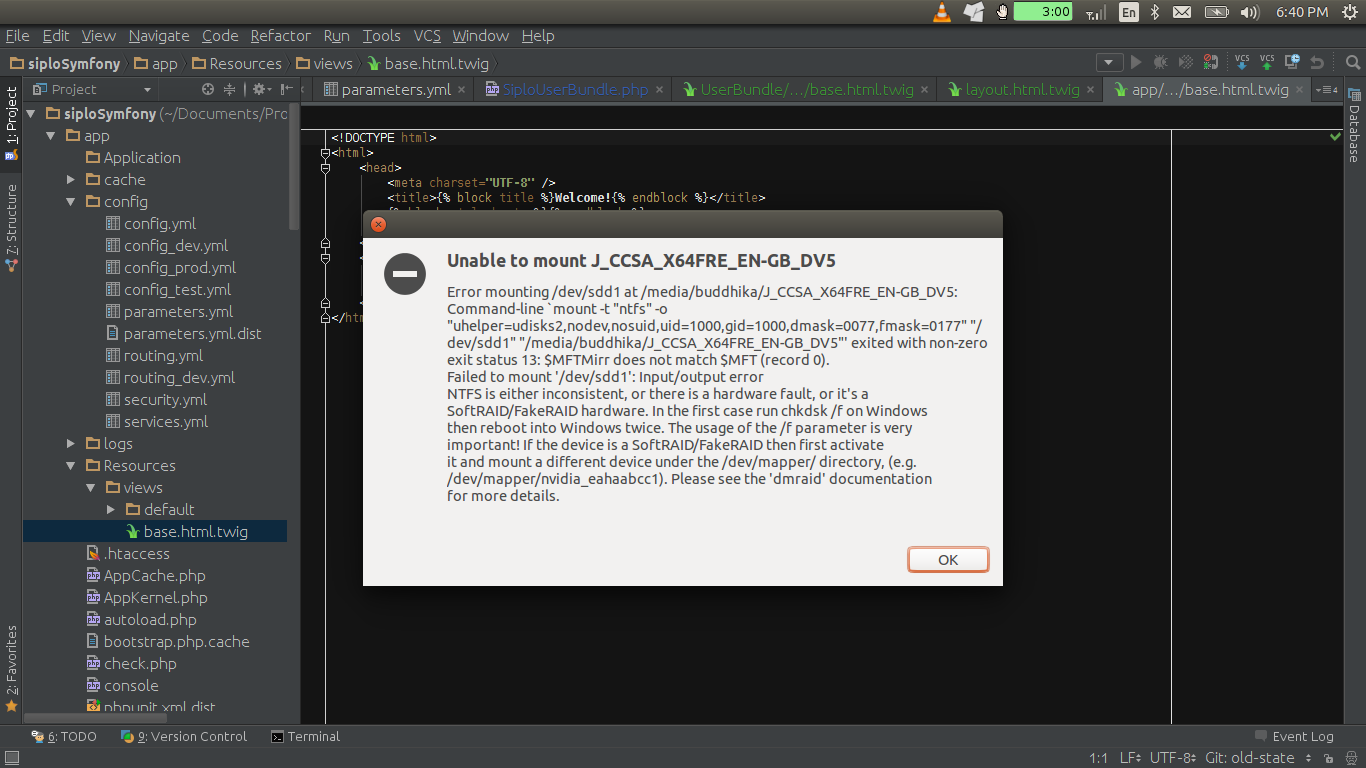 3:00
En
6:40 PM
File Edit View Navigate Code Refactor Run Tools VCS Window Help
siploSymfony app Resources views base.html.twig
VCS VCS
1: Project
7: Structure
2: Favorites
Project
parameters.yml SiploUserBundle.php UserBundle/.../base.html.twig layout.html.twig app/.../base.html.twig
4
Database
siploSymfony (~/Documents/Pro
app
Application
cache
config
config.yml
config_dev.yml
config_prod.yml
config_test.yml
parameters.yml
parameters.yml.dist
routing.yml
routing_dev.yml
security.yml
services.yml
logs
Resources
views
default
base.html.twig
.htaccess
AppCache.php
AppKernel.php
autoload.php
bootstrap.php.cache
check.php
console
phpunit.xml.dist
<!DOCTYPE html>
<html>
<head>
<meta charset="UTF-8" />
<title>{% block title %}Welcome!{% endblock %}</title>
</htm
Unable to mount J_CCSA_X64FRE_EN-GB_DV5
Error mounting /dev/sdd1 at /media/buddhika/J_CCSA_X64FRE_EN-GB_DV5:
Command-line `mount -t "ntfs" -o
"uhelper=udisks2,nodev,nosuid,uid=1000,gid=1000,dmask=0077,fmask=0177" "/
dev/sdd1" "/media/buddhika/J_CCSA_X64FRE_EN-GB_DV5"' exited with non-zero
exit status 13: $MFTMirr does not match $MFT (record 0).
Failed to mount '/dev/sdd1': Input/output error
NTFS is either inconsistent, or there is a hardware fault, or it's a
SoftRAID/FakeRAID hardware. In the first case run chkdsk /f on Windows
then reboot into Windows twice. The usage of the /f parameter is very
important! If the device is a SoftRAID/FakeRAID then first activate
it and mount a different device under the /dev/mapper/ directory, (e.g.
/dev/mapper/nvidia_eahaabcc1). Please see the 'dmraid' documentation
for more details.
OK
6: TODO 9: Version Control Terminal Event Log
1:1 LF UTF-8 Git: old-state